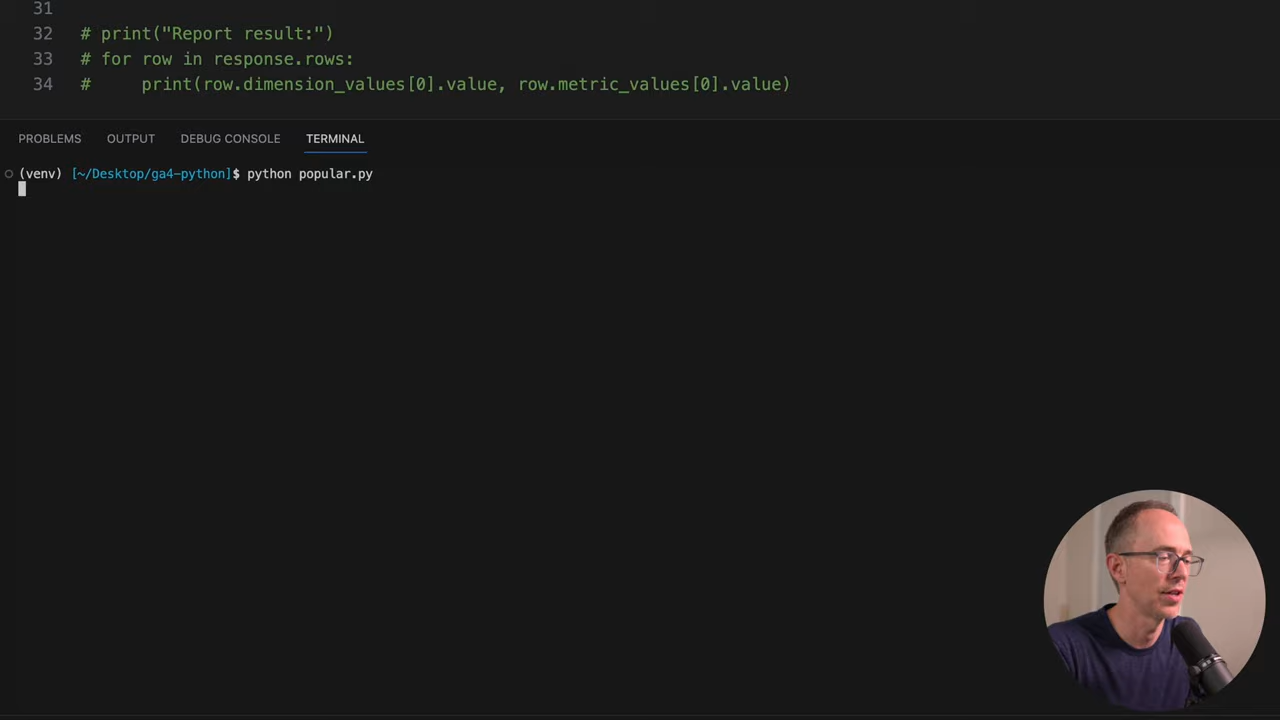 31
32 # print("Report result:")
33 # for row in response.rows:
34 #     print(row.dimension_values[0].value, row.metric_values[0].value)
PROBLEMS OUTPUT DEBUG CONSOLE TERMINAL
(venv) [~/Desktop/ga4-python]$ python popular.py